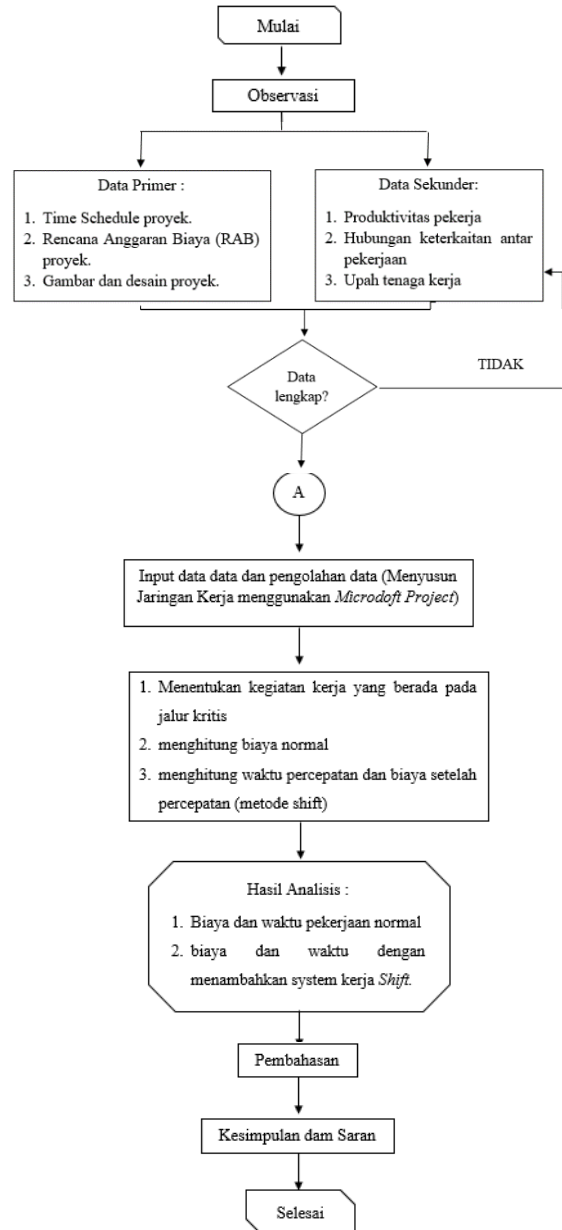 Mulai
Observasi
Data Primer :
1. Time Schedule proyek.
2. Rencana Anggaran Biaya (RAB)
proyek.
3. Gambar dan desain proyek.
Data Sekunder:
1. Produktivitas pekerja
2. Hubungan keterkaitan antar
pekerjaan
3. Upah tenaga kerja
Data
lengkap?
TIDAK
A
Input data data dan pengolahan data (Menyusun
Jaringan Kerja menggunakan Microdoft Project)
1. Menentukan kegiatan kerja yang berada pada
jalur kritis
2. menghitung biaya normal
3. menghitung waktu percepatan dan biaya setelah
percepatan (metode shift)
Hasil Analisis :
1. Biaya dan waktu pekerjaan normal
2. biaya dan waktu dengan
menambahkan system kerja Shift.
Pembahasan
Kesimpulan dam Saran
Selesai